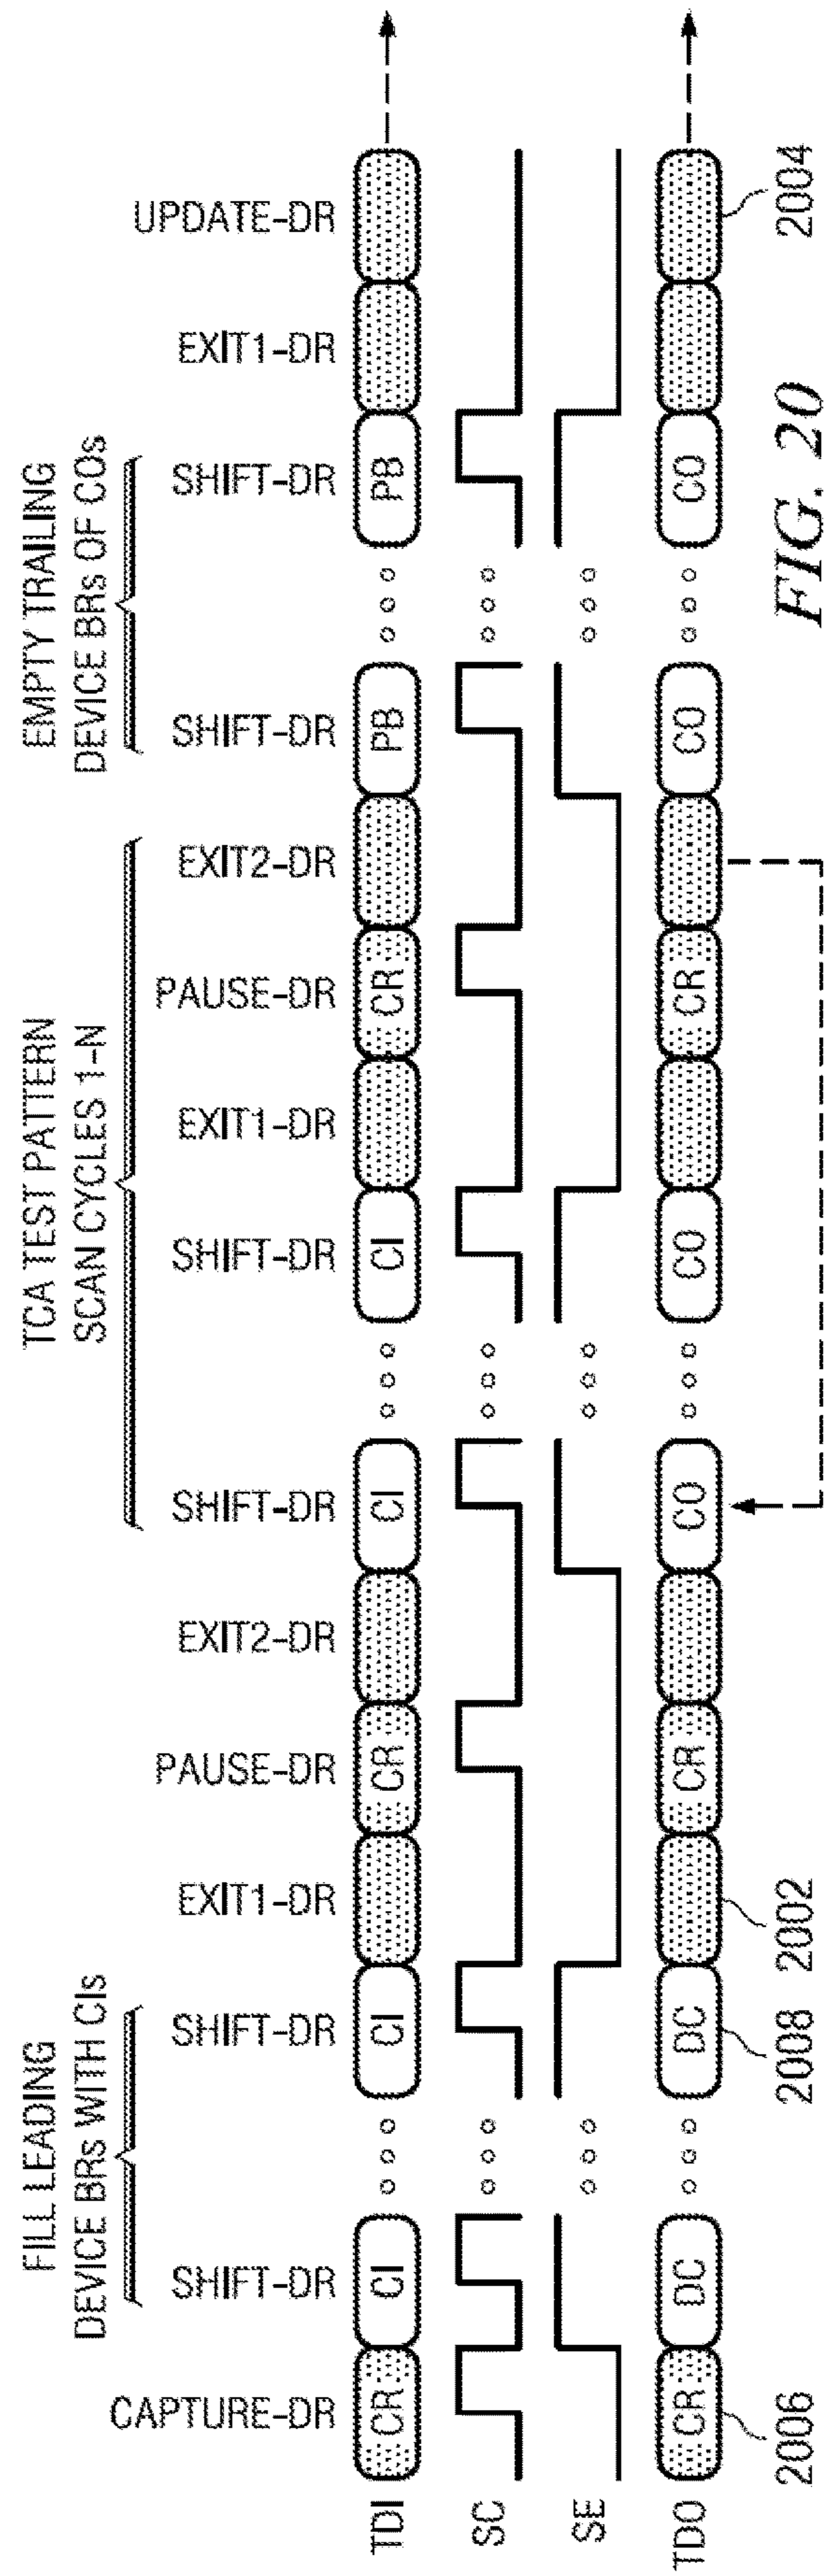 FILL LEADING
DEVICE BRs WITH CIs
TCA TEST PATTERN
SCAN CYCLES 1-N
EMPTY TRAILING
DEVICE BRs OF COs
CAPTURE-DR
SHIFT-DR
SHIFT-DR
EXIT1-DR
PAUSE-DR
EXIT2-DR
SHIFT-DR
SHIFT-DR
EXIT1-DR
PAUSE-DR
EXIT2-DR
SHIFT-DR
SHIFT-DR
EXIT1-DR
UPDATE-DR
TDI CR CI CI CR CI CI CR PB PB
SC
SE
TDO CR DC DC CR CO CO CR CO CO
2006
2008
2002
2004
FIG. 20